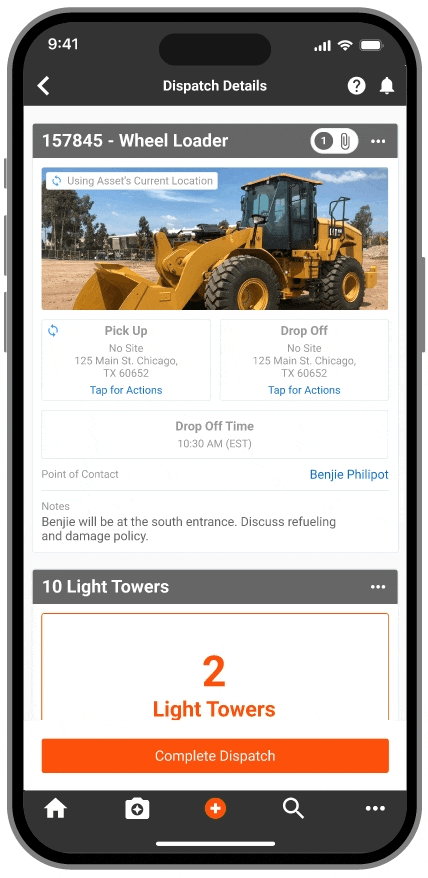 9:41
Dispatch Details
157845 - Wheel Loader
1
Using Asset's Current Location
Pick Up
No Site
125 Main St. Chicago,
TX 60652
Tap for Actions
Drop Off
No Site
125 Main St. Chicago,
TX 60652
Tap for Actions
Drop Off Time
10:30 AM (EST)
Point of Contact
Benjie Philipot
Notes
Benjie will be at the south entrance. Discuss refueling
and damage policy.
10 Light Towers
2
Light Towers
Complete Dispatch